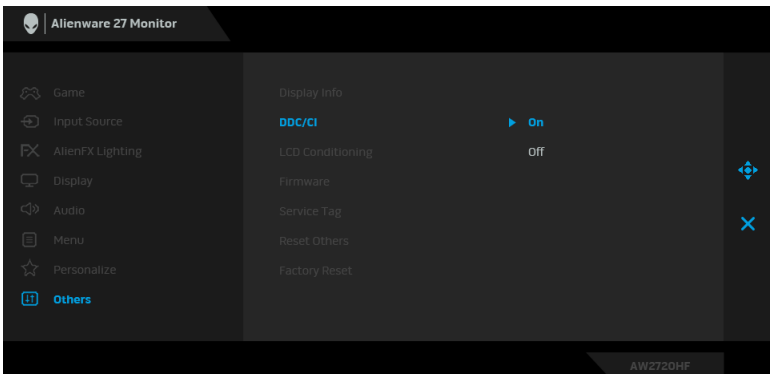 Alienware 27 Monitor
Game
Input Source
AlienFX Lighting
Display
Audio
Menu
Personalize
Others
Display Info
DDC/CI On
LCD Conditioning Off
Firmware
Service Tag
Reset Others
Factory Reset
AW2720HF